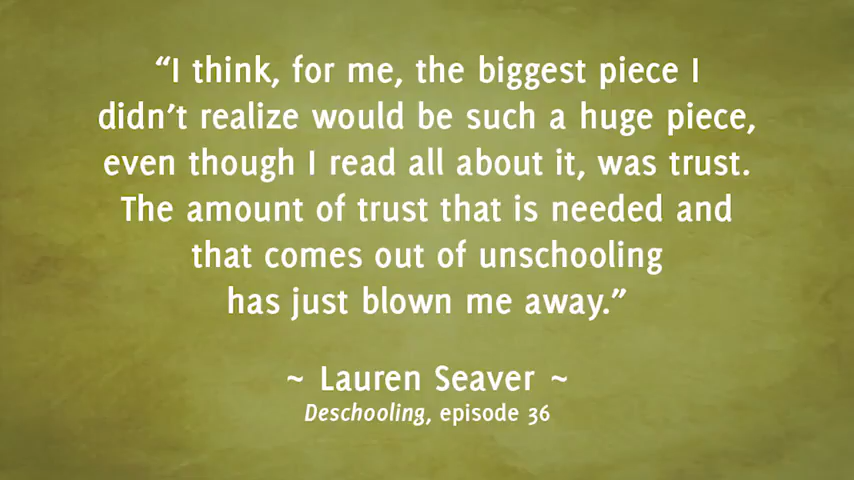 “I think, for me, the biggest piece I
didn’t realize would be such a huge piece,
even though I read all about it, was trust.
The amount of trust that is needed and
that comes out of unschooling
has just blown me away.”
~ Lauren Seaver ~
Deschooling, episode 36